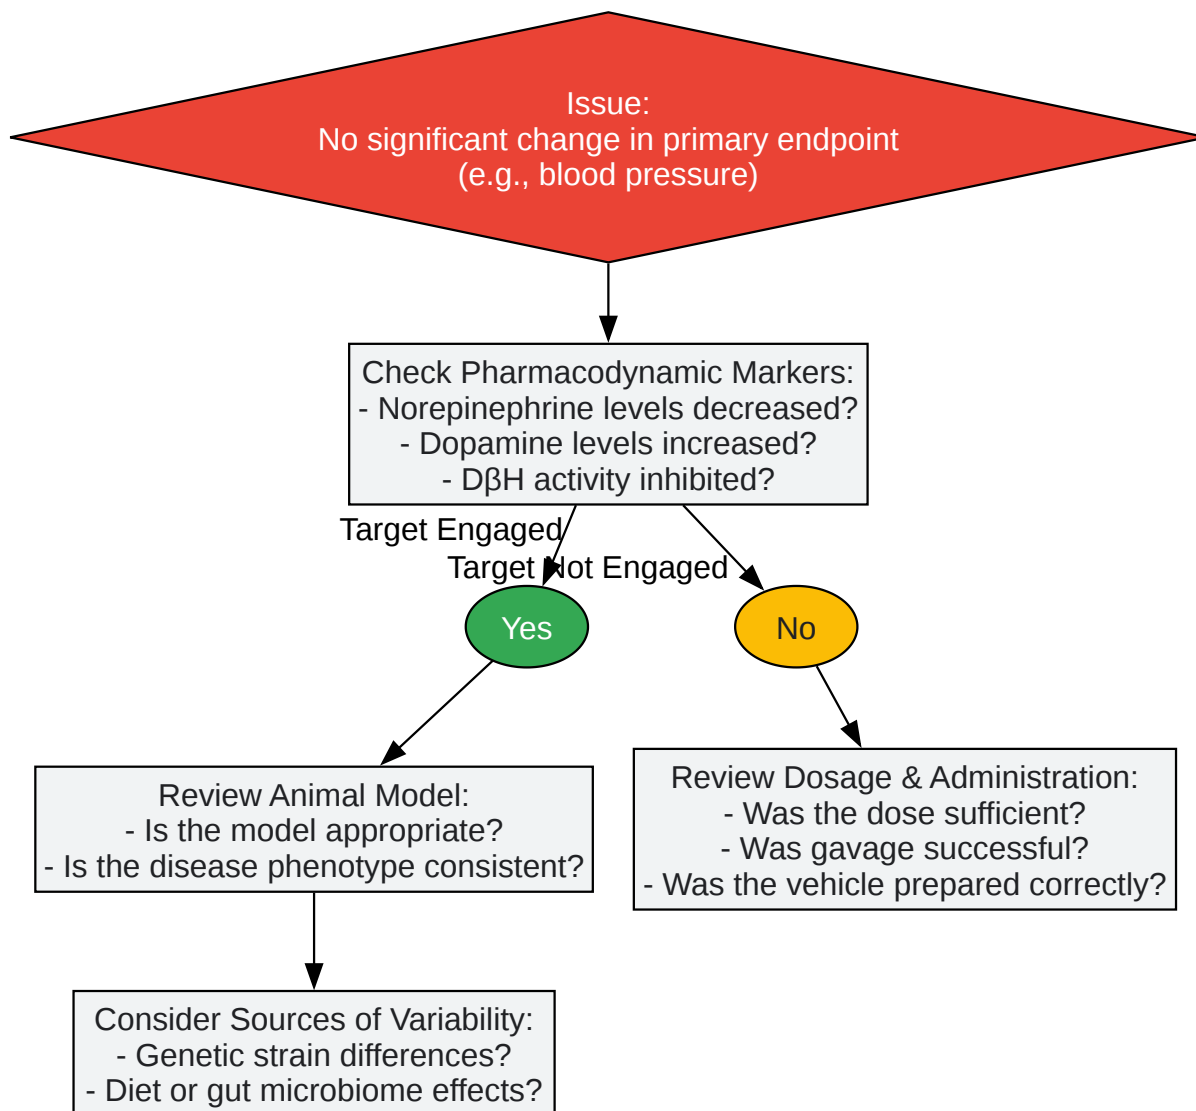 Issue:
No significant change in primary endpoint
(e.g., blood pressure)
Check Pharmacodynamic Markers:
- Norepinephrine levels decreased?
- Dopamine levels increased?
- DβH activity inhibited?
Target Engaged
Target Not Engaged
Yes
No
Review Animal Model:
- Is the model appropriate?
- Is the disease phenotype consistent?
Review Dosage & Administration:
- Was the dose sufficient?
- Was gavage successful?
- Was the vehicle prepared correctly?
Consider Sources of Variability:
- Genetic strain differences?
- Diet or gut microbiome effects?